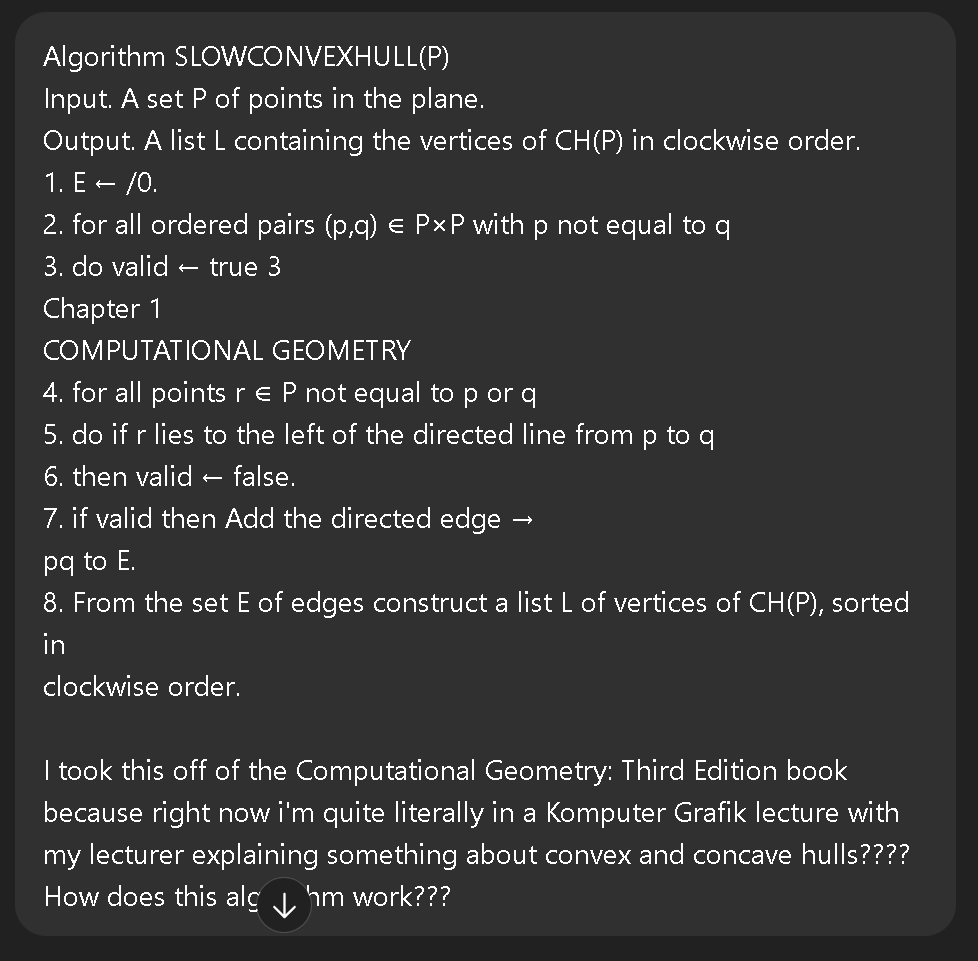 Algorithm SLOWCONVEXHULL(P)
Input. A set P of points in the plane.
Output. A list L containing the vertices of CH(P) in clockwise order.
1. E ← /0.
2. for all ordered pairs (p,q) ∈ P×P with p not equal to q
3. do valid ← true 3
Chapter 1
COMPUTATIONAL GEOMETRY
4. for all points r ∈ P not equal to p or q
5. do if r lies to the left of the directed line from p to q
6. then valid ← false.
7. if valid then Add the directed edge →
pq to E.
8. From the set E of edges construct a list L of vertices of CH(P), sorted
in
clockwise order.
I took this off of the Computational Geometry: Third Edition book
because right now i'm quite literally in a Komputer Grafik lecture with
my lecturer explaining something about convex and concave hulls????
How does this work???